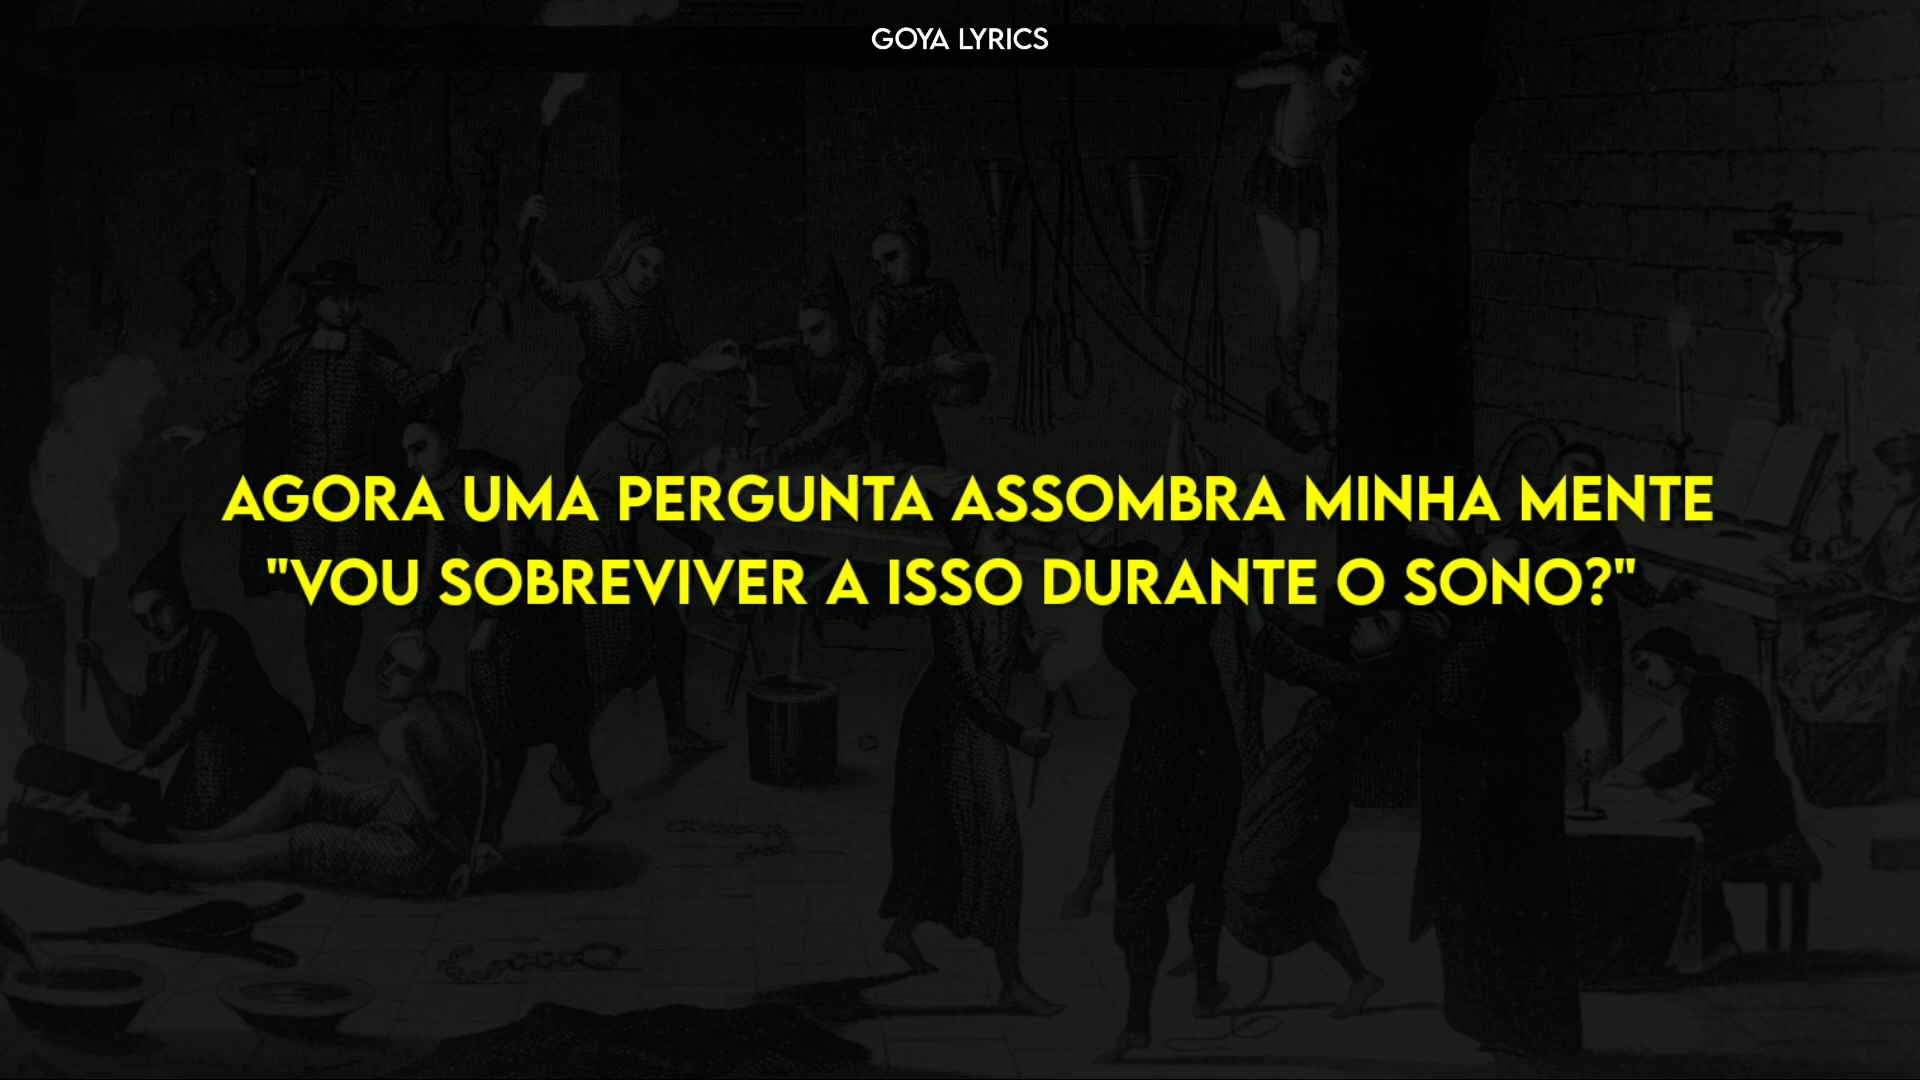 GOYA LYRICS
AGORA UMA PERGUNTA ASSOMBRA MINHA MENTE
"VOU SOBREVIVER A ISSO DURANTE O SONO?"